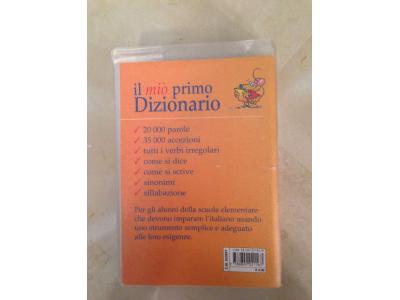 il mio primo
Dizionario
✓ 20 000 parole
✓ 35 000 accezioni
✓ tutti i verbi irregolari
✓ come si dice
✓ come si scrive
✓ sinonimi
✓ sillabazione
Per gli alunni della scuola elementare
che devono imparare l'italiano usando
uno strumento semplice e adeguato
alle loro esigenze.